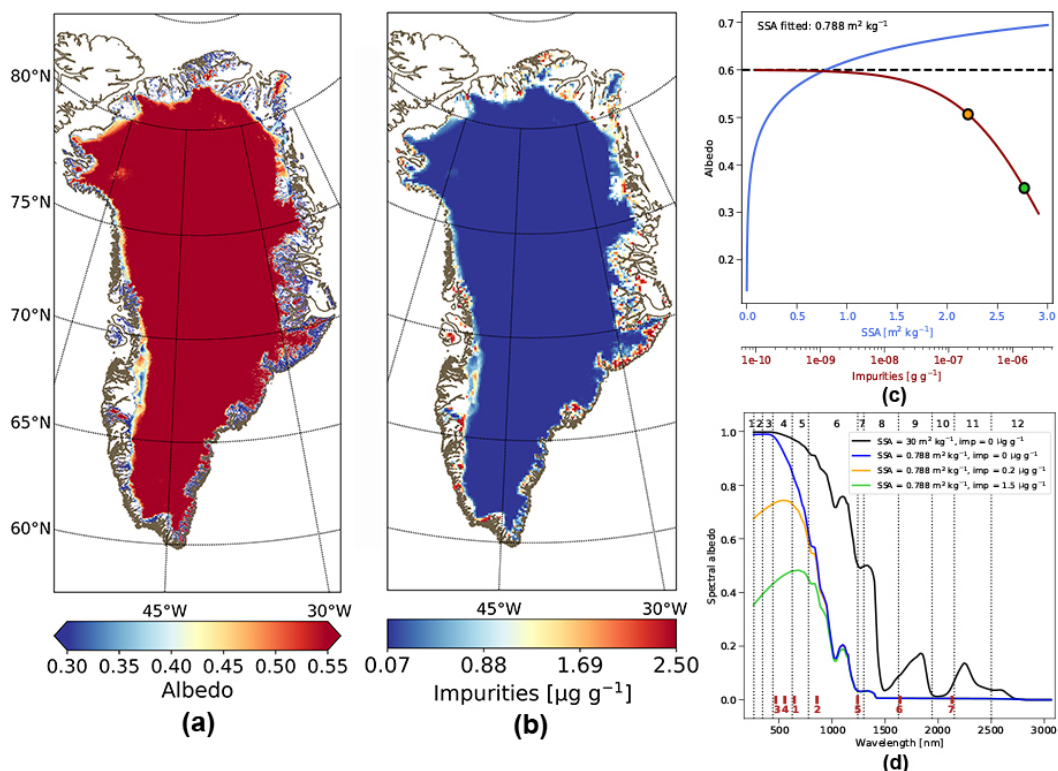 80°N
75°N
70°N
65°N
60°N
45°W
30°W
0.30 0.35 0.40 0.45 0.50 0.55
Albedo
(a)
45°W
30°W
0.07 0.88 1.69 2.50
Impurities [µg g⁻¹]
(b)
SSA fitted: 0.788 m² kg⁻¹
Albedo
0.7
0.6
0.5
0.4
0.3
0.2
0.0 0.5 1.0 1.5 2.0 2.5 3.0
SSA [m² kg⁻¹]
1e-10 1e-09 1e-08 1e-07 1e-06
Impurities [g g⁻¹]
(c)
1 2 3 4 5 6 7 8 9 10 11 12
SSA = 30 m² kg⁻¹, imp = 0 µg g⁻¹
SSA = 0.788 m² kg⁻¹, imp = 0 µg g⁻¹
SSA = 0.788 m² kg⁻¹, imp = 0.2 µg g⁻¹
SSA = 0.788 m² kg⁻¹, imp = 1.5 µg g⁻¹
Spectral albedo
1.0
0.8
0.6
0.4
0.2
0.0
3 4 1 2 5 6 7
500 1000 1500 2000 2500 3000
Wavelength [nm]
(d)